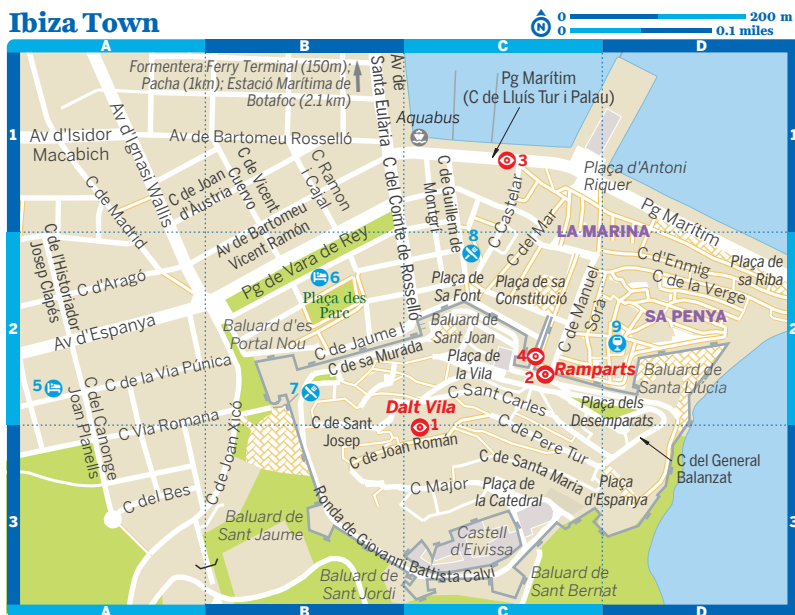 Ibiza Town
N
0 200 m
0 0.1 miles
A
B
C
D
1
1
2
2
3
3
A
B
C
D
Formentera Ferry Terminal (150m);
Pacha (1km); Estació Marítima de
Botafoc (2.1 km)
Av de
Santa Eulària
Pg Marítim
(C de Lluís Tur i Palau)
Aquabus
3
Av d'Isidor
Macabich
Av d'Ignasi Wallis
Av de Bartomeu Rosselló
C de Madrid
C de Joan
d'Àustria
C de Vicent
Cuervo
C Ramon
i Cajal
C del Comte de Rosselló
C de Guillem de
Montgrí
C Castelar
C del Mar
Plaça d'Antoni
Riquer
Pg Marítim
LA MARINA
Av de Bartomeu
Vicent Ramón
C de l'Historiador
Josep Clapés
C d'Aragó
Pg de Vara de Rey
6
Plaça des
Parc
8
Plaça de
Sa Font
Plaça de sa
Constitució
C de Manuel
Sorà
C d'Enmig
C de la Verge
Plaça de
sa Riba
SA PENYA
9
Av d'Espanya
Baluard d'es
Portal Nou
C de Jaume I
Baluard de
Sant Joan
4
2
Ramparts
Baluard de
Santa Llúcia
C de la Via Púnica
C de sa Murada
Plaça de
la Vila
5
7
C del Canonge
Joan Planells
C Via Romana
C de Joan Xicó
Dalt Vila
1
C Sant Carles
Plaça dels
Desemparats
C de Sant
Josep
C de Joan Román
C de Pere Tur
C del General
Balanzat
C de Santa Maria
Plaça
d'Espanya
C del Bes
C Major
Plaça de
la Catedral
Baluard de
Sant Jaume
Ronda de Giovanni Battista Calvi
Castell
d'Eivissa
Baluard de
Sant Jordi
Baluard de
Sant Bernat